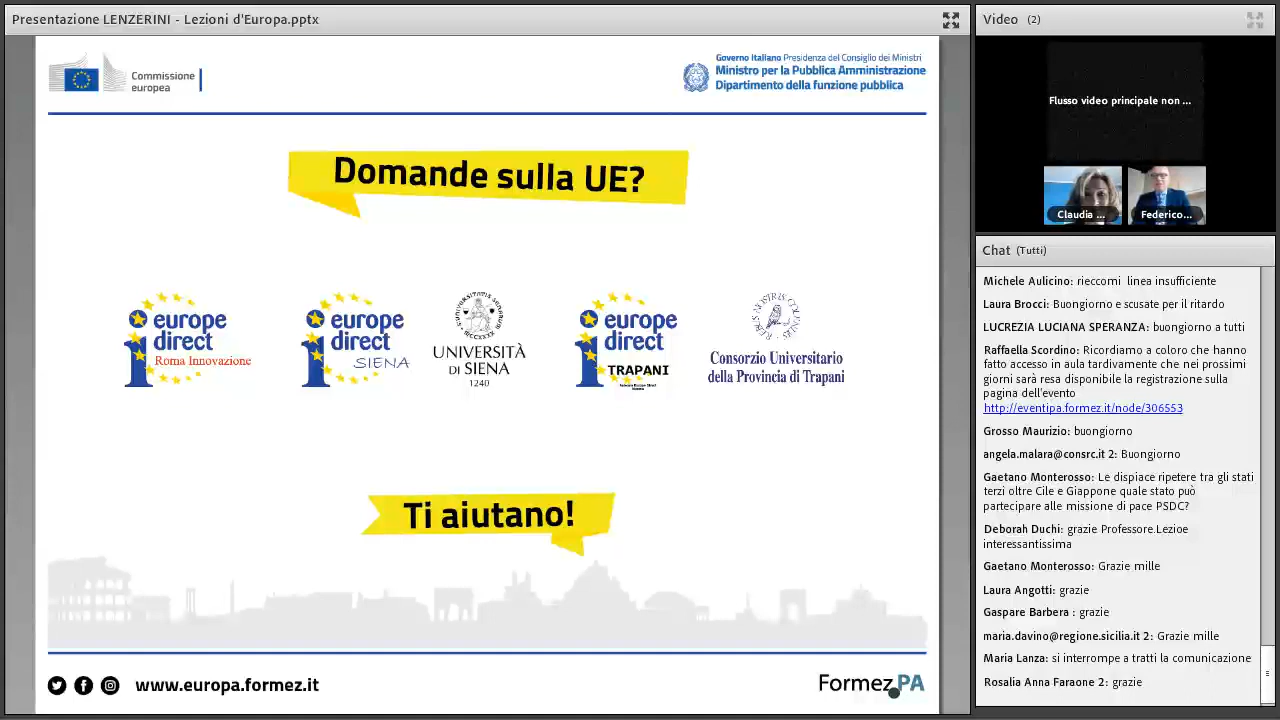 Presentazione LENZERINI - Lezioni d'Europa.pptx
Commissione
europea
Governo Italiano Presidenza del Consiglio dei Ministri
Ministro per la Pubblica Amministrazione
Dipartimento della funzione pubblica
Domande sulla UE?
europe
direct
Roma Innovazione
europe
direct
SIENA
UNIVERSITÀ
DI SIENA
1240
europe
direct
TRAPANI
Consorzio Universitario
della Provincia di Trapani
Ti aiutano!
www.europa.formez.it
Formez PA
Video (2)
Flusso video principale non ...
Claudia ...
Federico...
Chat (Tutti)
Michele Aulicino: rieccomi linea insufficiente
Laura Brocci: Buongiorno e scusate per il ritardo
LUCREZIA LUCIANA SPERANZA: buongiorno a tutti
Raffaella Scordino: Ricordiamo a coloro che hanno
fatto accesso in aula tardivamente che nei prossimi
giorni sarà resa disponibile la registrazione sulla
pagina dell'evento
http://eventipa.formez.it/node/306553
Grosso Maurizio: buongiorno
angela.malara@consrc.it 2: Buongiorno
Gaetano Monterosso: Le dispiace ripetere tra gli stati
terzi oltre Cile e Giappone quale stato può
partecipare alle missione di pace PSDC?
Deborah Duchi: grazie Professore.Lezioe
interessantissima
Gaetano Monterosso: Grazie mille
Laura Angotti: grazie
Gaspare Barbera : grazie
maria.davino@regione.sicilia.it 2: Grazie mille
Maria Lanza: si interrompe a tratti la comunicazione
Rosalia Anna Faraone 2: grazie